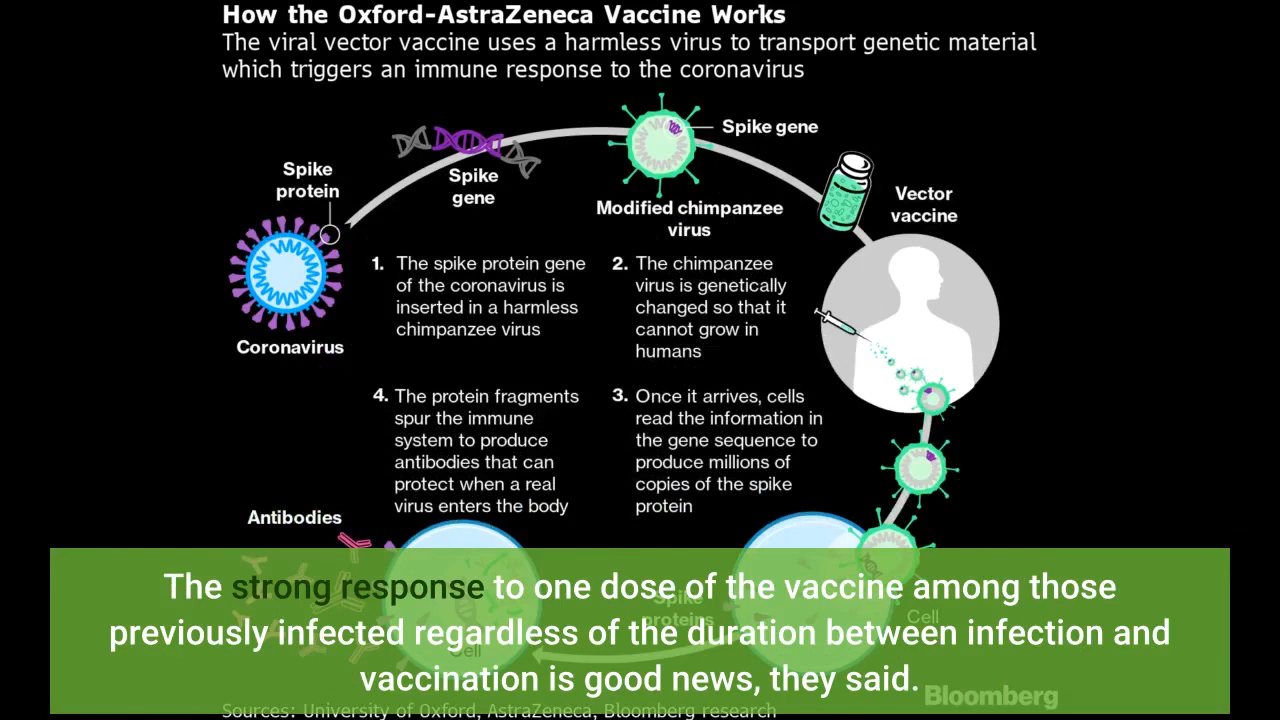 How the Oxford-AstraZeneca Vaccine Works
The viral vector vaccine uses a harmless virus to transport genetic material
which triggers an immune response to the coronavirus
Spike gene
Spike
protein
Spike
gene
Vector
vaccine
Modified chimpanzee
virus
1. The spike protein gene
of the coronavirus is
inserted in a harmless
chimpanzee virus
2. The chimpanzee
virus is genetically
changed so that it
cannot grow in
humans
Coronavirus
4. The protein fragments
spur the immune
system to produce
antibodies that can
protect when a real
virus enters the body
3. Once it arrives, cells
read the information in
the gene sequence to
produce millions of
copies of the spike
protein
Antibodies
The strong response to one dose of the vaccine among those
previously infected regardless of the duration between infection and
vaccination is good news, they said.
Spike
proteins
Cell
Cell
Bloomberg
Sources: University of Oxford, AstraZeneca, Bloomberg research